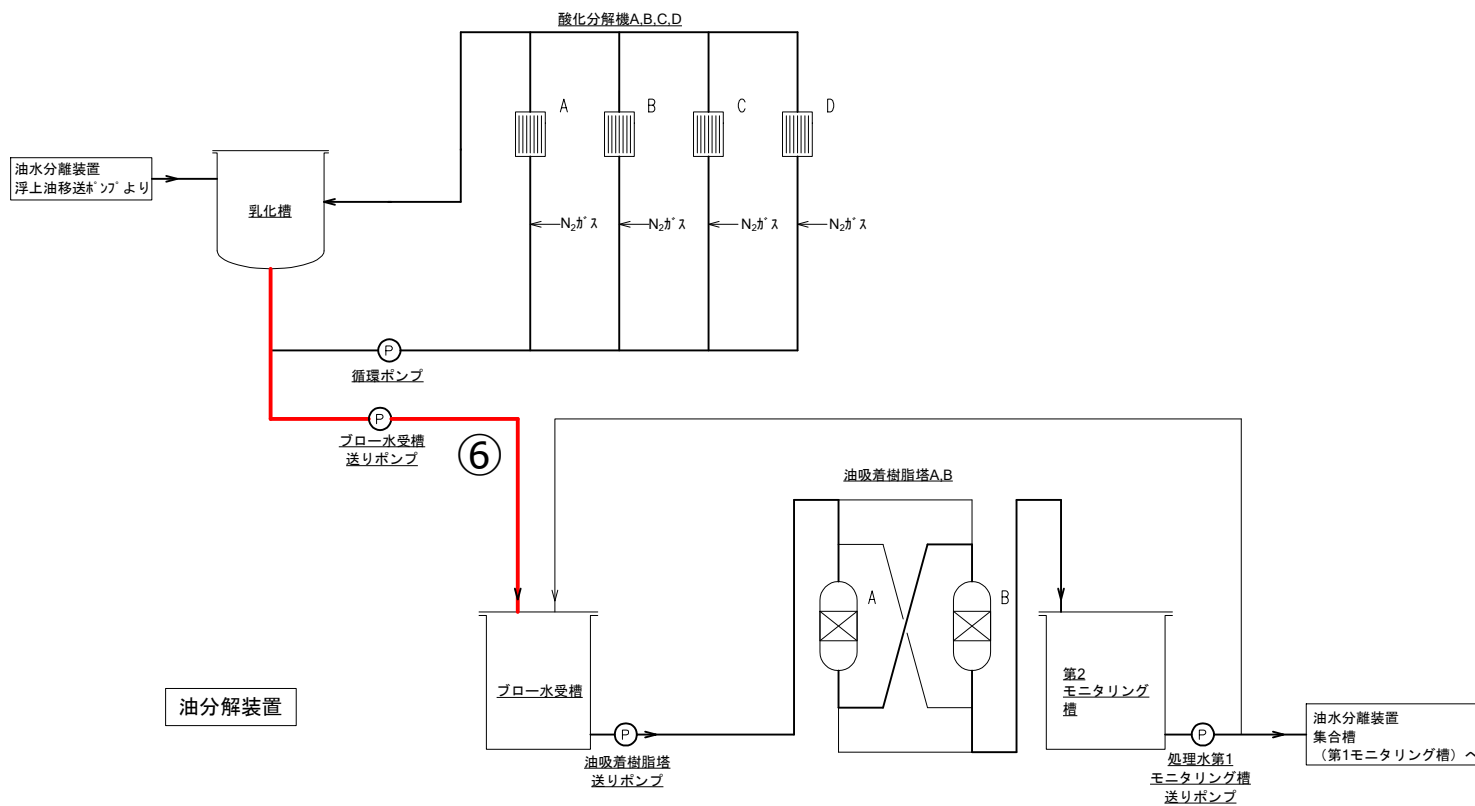 酸化分解機A,B,C,D
A
B
C
D
油水分離装置
浮上油移送ﾎﾟﾝﾌﾟより
乳化槽
N₂ｶﾞｽ
N₂ｶﾞｽ
N₂ｶﾞｽ
N₂ｶﾞｽ
P
循環ポンプ
P
ブロー水受槽
送りポンプ
⑥
油吸着樹脂塔A,B
A
B
ブロー水受槽
第2
モニタリング
槽
油分解装置
P
油吸着樹脂塔
送りポンプ
P
処理水第1
モニタリング槽
送りポンプ
油水分離装置
集合槽
（第1モニタリング槽）へ